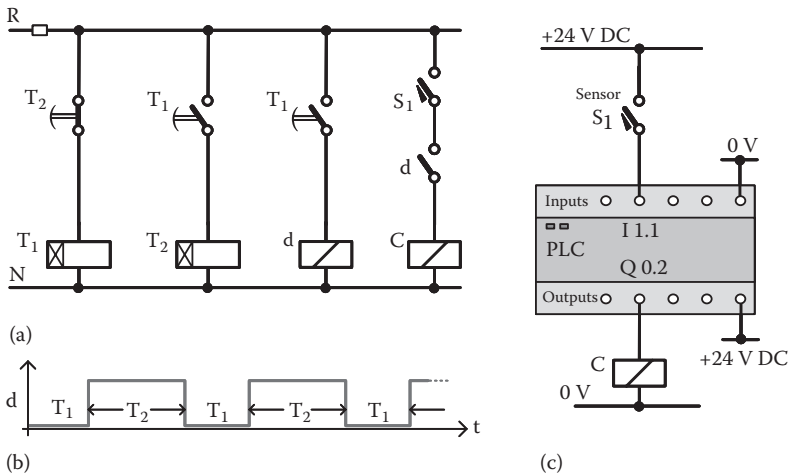 R
T2
T1
T1
S1
d
T1
T2
d
C
N
(a)
d
T1
T2
T1
T2
T1
t
(b)
+24 V DC
Sensor
S1
0 V
Inputs
I 1.1
PLC
Q 0.2
Outputs
C
+24 V DC
0 V
(c)